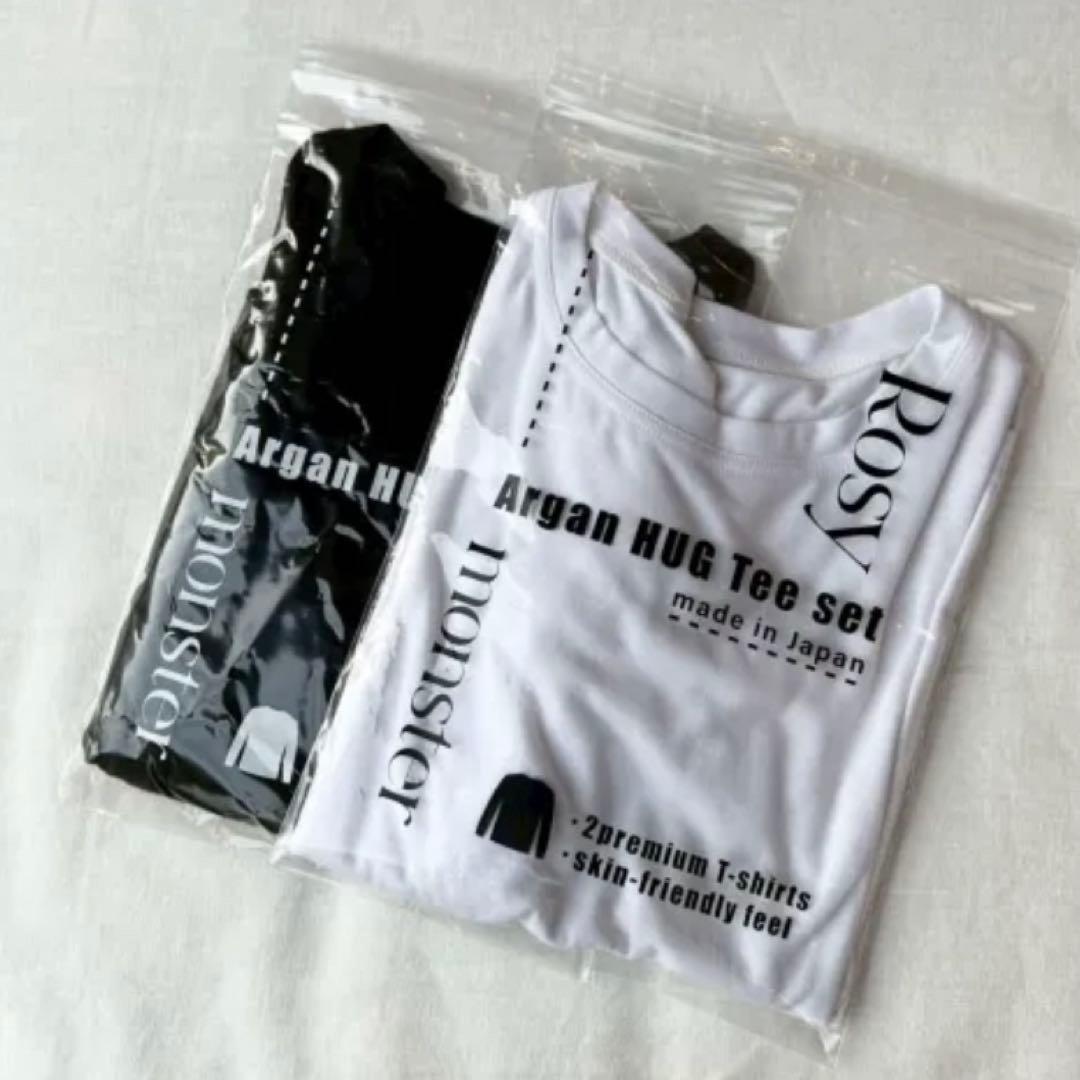 Argan HU
monster
Rosy
Argan HUG Tee set
made in Japan
monster
・2premium T-shirts
・skin-friendly feel